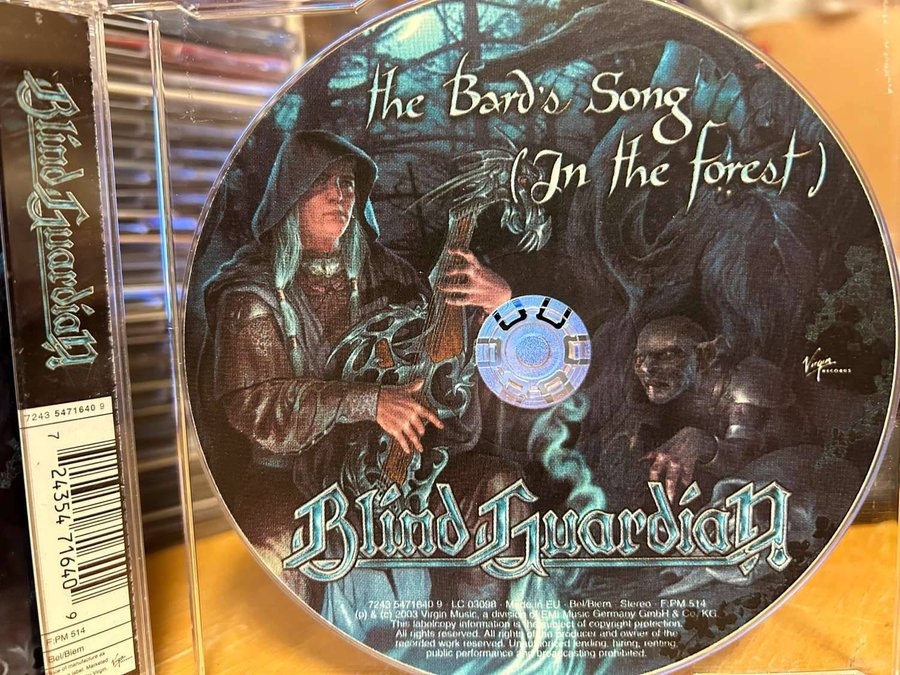 Blind Guardian
7243 5471640 9
7 24354 71640 9
F:PM 514
Bel/Biem
the Bard's Song
(In the forest)
Virgin
RECORDS
Blind Guardian
7243 5471640 9 · LC 03098 · Made in EU · Bel/Biem · Stereo · F:PM 514
(p) & (c) 2003 Virgin Music, a division of EMI Music Germany GmbH & Co. KG
This labelcopy information is the subject of copyright protection.
All rights reserved. All rights of the producer and owner of the
recorded work reserved. Unauthorized lending, hiring, renting,
public performance and broadcasting prohibited.